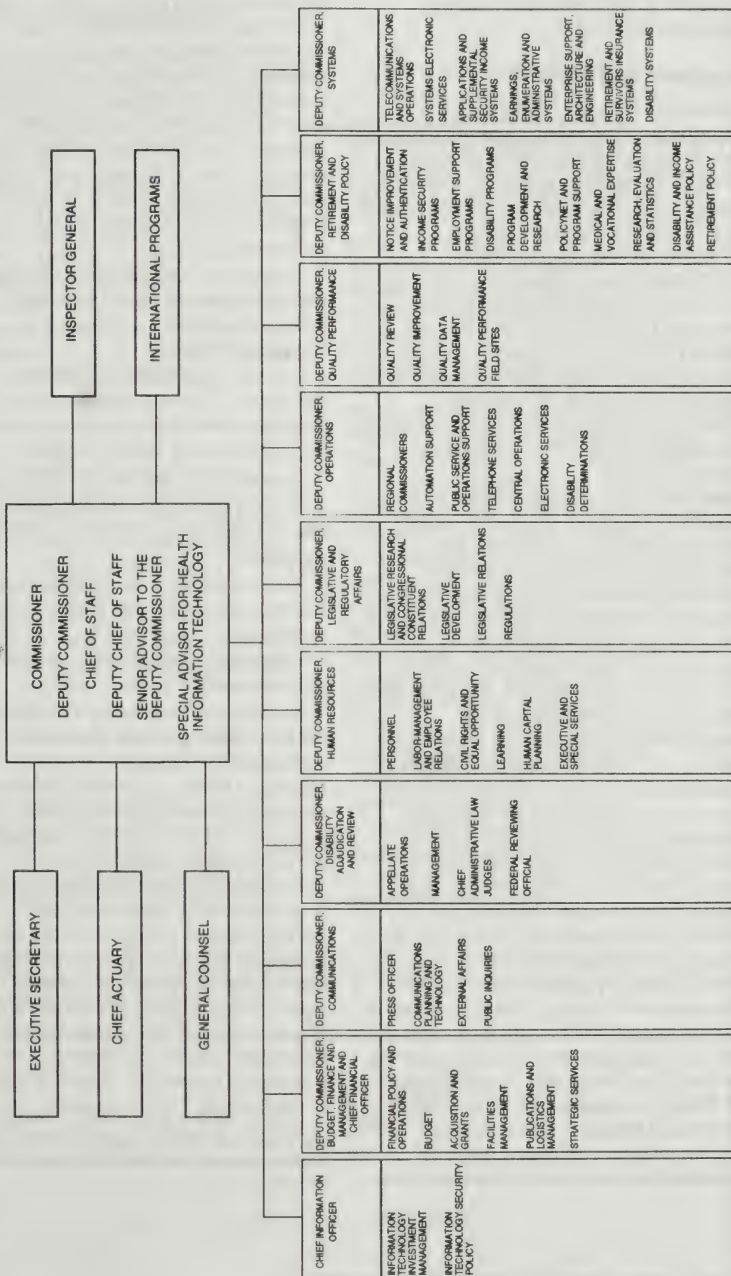 EXECUTIVE SECRETARY
CHIEF ACTUARY
GENERAL COUNSEL
COMMISSIONER
DEPUTY COMMISSIONER
CHIEF OF STAFF
DEPUTY CHIEF OF STAFF
SENIOR ADVISOR TO THE
DEPUTY COMMISSIONER
SPECIAL ADVISOR FOR HEALTH
INFORMATION TECHNOLOGY
INSPECTOR GENERAL
INTERNATIONAL PROGRAMS
CHIEF INFORMATION
OFFICER
INFORMATION
TECHNOLOGY
INVESTMENT
MANAGEMENT
INFORMATION
TECHNOLOGY SECURITY
POLICY
DEPUTY COMMISSIONER,
BUDGET, FINANCE AND
MANAGEMENT AND
CHIEF FINANCIAL
OFFICER
FINANCIAL POLICY AND
OPERATIONS
BUDGET
ACQUISITION AND
GRANTS
FACILITIES
MANAGEMENT
PUBLICATIONS AND
LOGISTICS
MANAGEMENT
STRATEGIC SERVICES
DEPUTY COMMISSIONER,
COMMUNICATIONS
PRESS OFFICER
COMMUNICATIONS
PLANNING AND
TECHNOLOGY
EXTERNAL AFFAIRS
PUBLIC INQUIRIES
DEPUTY COMMISSIONER,
DISABILITY
ADJUDICATION
AND REVIEW
APPELLATE
OPERATIONS
MANAGEMENT
CHIEF
ADMINISTRATIVE LAW
JUDGES
FEDERAL REVIEWING
OFFICIAL
DEPUTY COMMISSIONER,
HUMAN RESOURCES
PERSONNEL
LABOR-MANAGEMENT
AND EMPLOYEE
RELATIONS
CIVIL RIGHTS AND
EQUAL OPPORTUNITY
LEARNING
HUMAN CAPITAL
PLANNING
EXECUTIVE AND
SPECIAL SERVICES
DEPUTY COMMISSIONER,
LEGISLATIVE AND
REGULATORY
AFFAIRS
LEGISLATIVE RESEARCH
AND CONGRESSIONAL
CONSTITUENT
RELATIONS
LEGISLATIVE
DEVELOPMENT
LEGISLATIVE RELATIONS
REGULATIONS
DEPUTY COMMISSIONER,
OPERATIONS
REGIONAL
COMMISSIONERS
AUTOMATION SUPPORT
PUBLIC SERVICE AND
OPERATIONS SUPPORT
TELEPHONE SERVICES
CENTRAL OPERATIONS
ELECTRONIC SERVICES
DISABILITY
DETERMINATIONS
DEPUTY COMMISSIONER,
QUALITY PERFORMANCE
QUALITY REVIEW
QUALITY IMPROVEMENT
QUALITY DATA
MANAGEMENT
QUALITY PERFORMANCE
FIELD SITES
DEPUTY COMMISSIONER,
RETIREMENT AND
DISABILITY POLICY
NOTICE IMPROVEMENT
AND AUTHENTICATION
INCOME SECURITY
PROGRAMS
EMPLOYMENT SUPPORT
PROGRAMS
DISABILITY PROGRAMS
PROGRAM
DEVELOPMENT AND
RESEARCH
POLICYNET AND
PROGRAM SUPPORT
MEDICAL AND
VOCATIONAL EXPERTISE
RESEARCH, EVALUATION
AND STATISTICS
DISABILITY AND INCOME
ASSISTANCE POLICY
RETIREMENT POLICY
DEPUTY COMMISSIONER,
SYSTEMS
TELECOMMUNICATIONS
AND SYSTEMS
OPERATIONS
SYSTEMS ELECTRONIC
SERVICES
APPLICATIONS AND
SUPPLEMENTAL
SECURITY INCOME
SYSTEMS
EARNINGS,
ENUMERATION AND
ADMINISTRATIVE
SYSTEMS
ENTERPRISE SUPPORT,
ARCHITECTURE AND
ENGINEERING
RETIREMENT AND
SURVIVORS INSURANCE
SYSTEMS
DISABILITY SYSTEMS